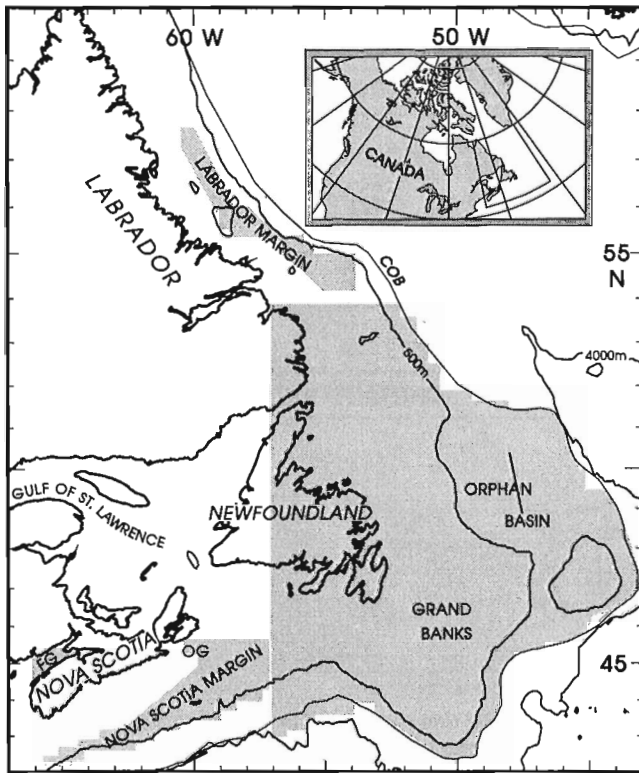 60 W
50 W
CANADA
LABRADOR MARGIN
LABRADOR
COB
55
N
500m
4000m
ORPHAN
BASIN
GULF OF ST. LAWRENCE
NEWFOUNDLAND
GRAND
BANKS
FG
NOVA SCOTIA
OG
NOVA SCOTIA MARGIN
45